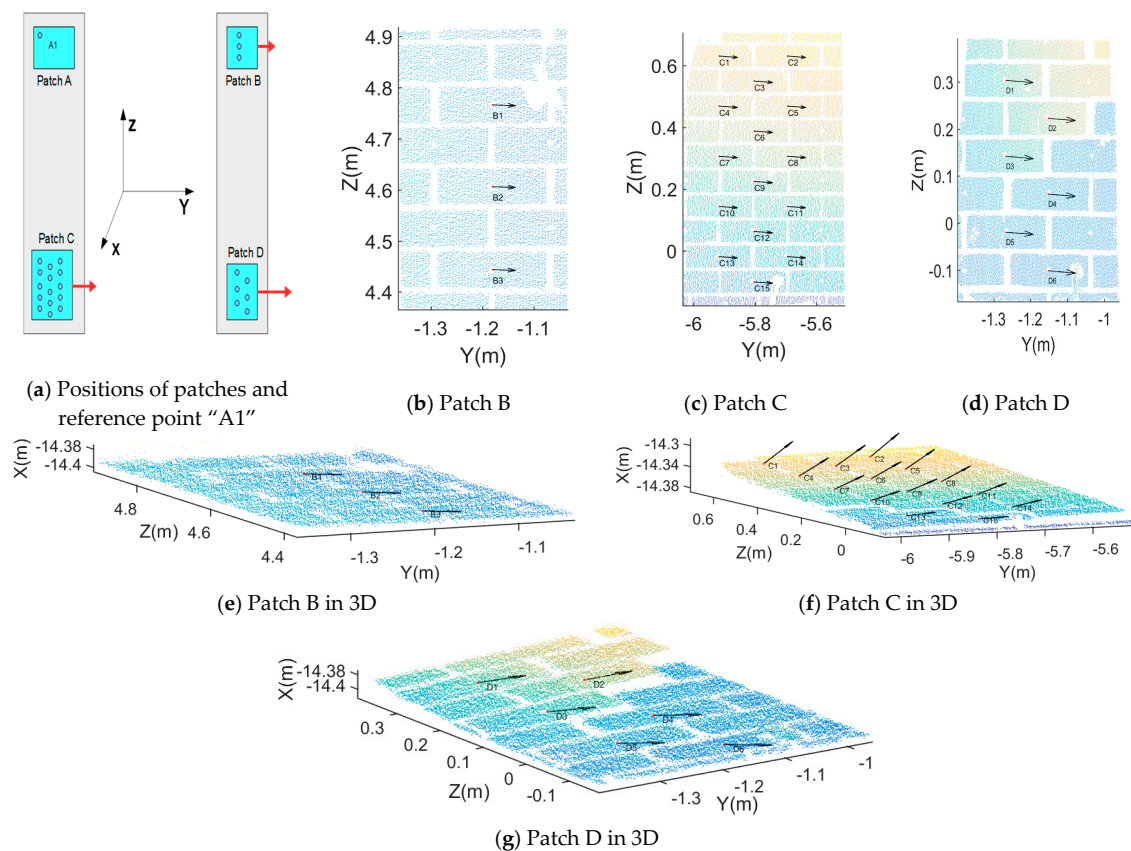 A1
Patch A
Patch B
Z
Y
X
Patch C
Patch D
(a) Positions of patches and
reference point “A1”
4.9
4.8
4.7
4.6
4.5
4.4
Z(m)
B1
B2
B3
-1.3
-1.2
-1.1
Y(m)
(b) Patch B
0.6
0.4
0.2
0
Z(m)
C1
C2
C3
C4
C5
C6
C7
C8
C9
C10
C11
C12
C13
C14
C15
-6
-5.8
-5.6
Y(m)
(c) Patch C
0.3
0.2
0.1
0
-0.1
Z(m)
D1
D2
D3
D4
D5
D6
-1.3
-1.2
-1.1
-1
Y(m)
(d) Patch D
X(m)
-14.38
-14.4
B1
B2
B3
4.8
4.6
4.4
Z(m)
-1.3
-1.2
-1.1
Y(m)
(e) Patch B in 3D
X(m)
-14.3
-14.34
-14.38
C1
C2
C3
C4
C5
C6
C7
C8
C9
C10
C11
C12
C13
C14
C15
0.6
0.4
0.2
0
Z(m)
-6
-5.9
-5.8
-5.7
-5.6
Y(m)
(f) Patch C in 3D
X(m)
-14.38
-14.4
D1
D2
D3
D4
D5
D6
0.3
0.2
0.1
0
-0.1
Z(m)
-1.3
-1.2
-1.1
-1
Y(m)
(g) Patch D in 3D